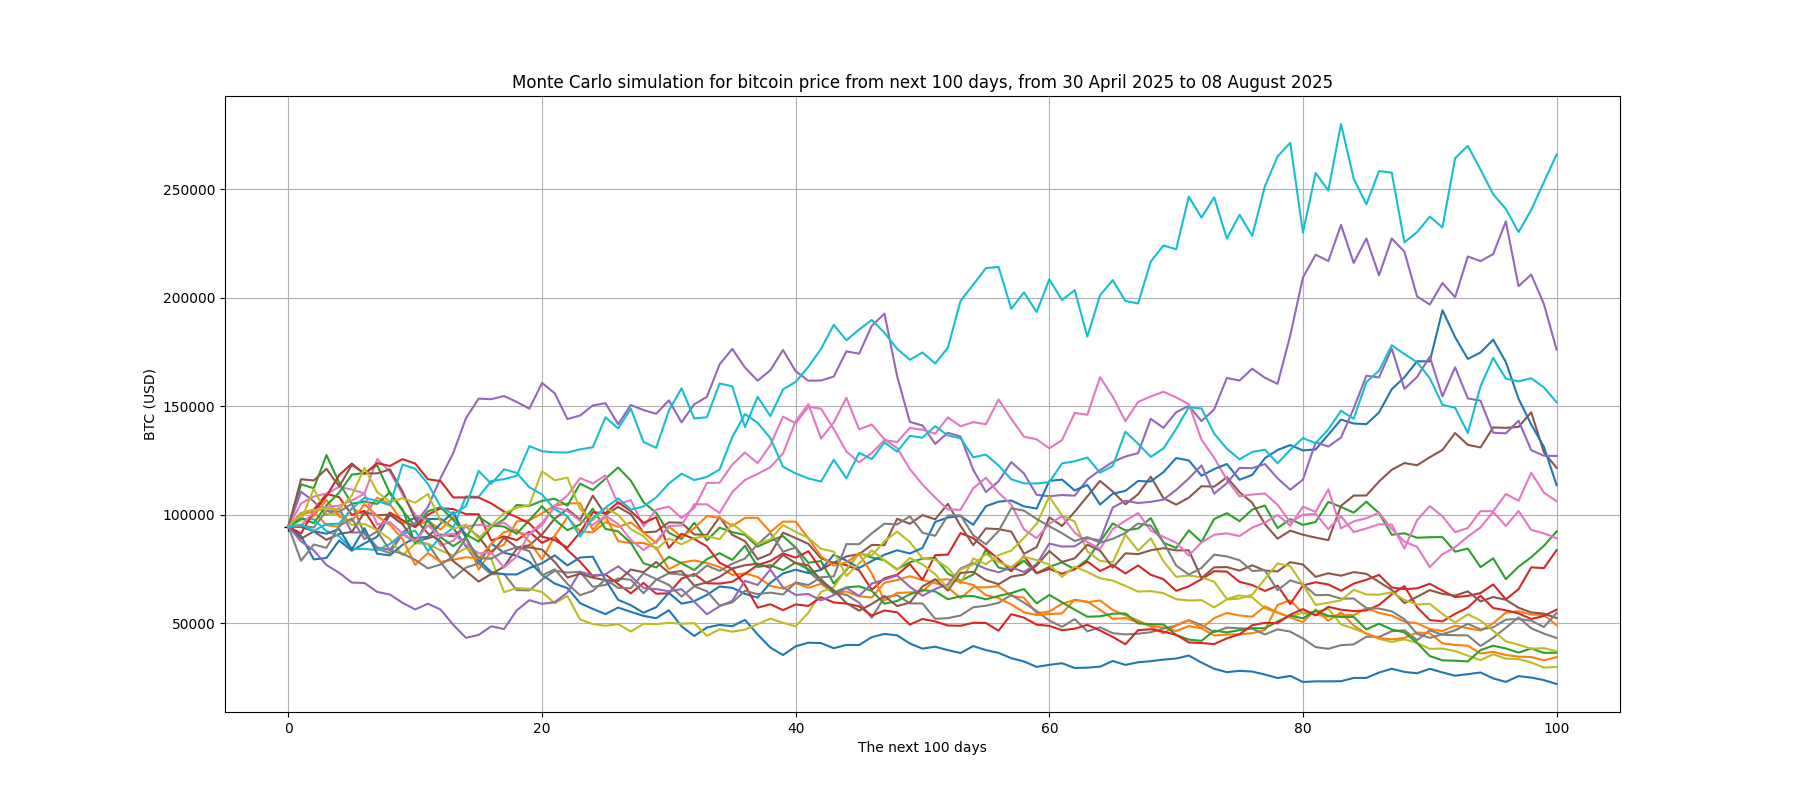 Monte Carlo simulation for bitcoin price from next 100 days, from 30 April 2025 to 08 August 2025
250000
200000
150000
100000
50000
BTC (USD)
0 20 40 60 80 100
The next 100 days